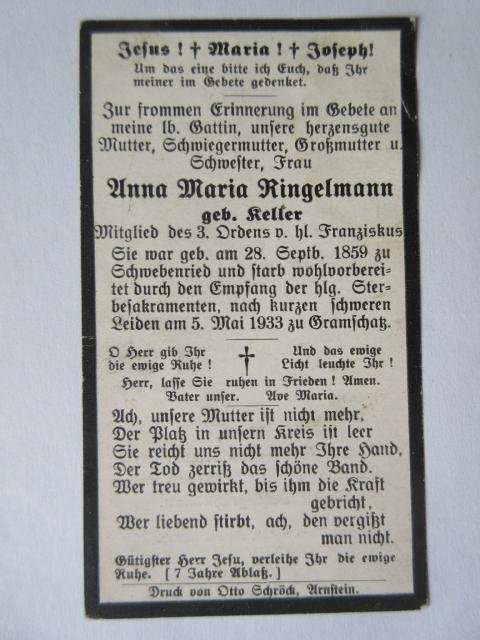 Jesus! † Maria! † Joseph!
Um das eine bitte ich Euch, daß Ihr
meiner im Gebete gedenket.
Zur frommen Erinnerung im Gebete an
meine lb. Gattin, unsere herzensgute
Mutter, Schwiegermutter, Großmutter u.
Schwester, Frau
Anna Maria Ringelmann
geb. Keller
Mitglied des 3. Ordens v. hl. Franziskus
Sie war geb. am 28. Septb. 1859 zu
Schwebenried und starb wohlvorberei-
tet durch den Empfang der hlg. Ster-
besakramenten, nach kurzen schweren
Leiden am 5. Mai 1933 zu Gramschatz.
O Herr gib Ihr
die ewige Ruhe!
†
Und das ewige
Licht leuchte Ihr!
Herr, lasse Sie ruhen in Frieden! Amen.
Vater unser. Ave Maria.
Ach, unsere Mutter ist nicht mehr,
Der Platz in unsern Kreis ist leer
Sie reicht uns nicht mehr Ihre Hand,
Der Tod zerriß das schöne Band.
Wer treu gewirkt, bis ihm die Kraft
gebricht,
Wer liebend stirbt, ach, den vergißt
man nicht.
Gütigster Herr Jesu, verleihe Ihr die ewige
Ruhe. [7 Jahre Ablaß.]
Druck von Otto Schröck, Arnstein.